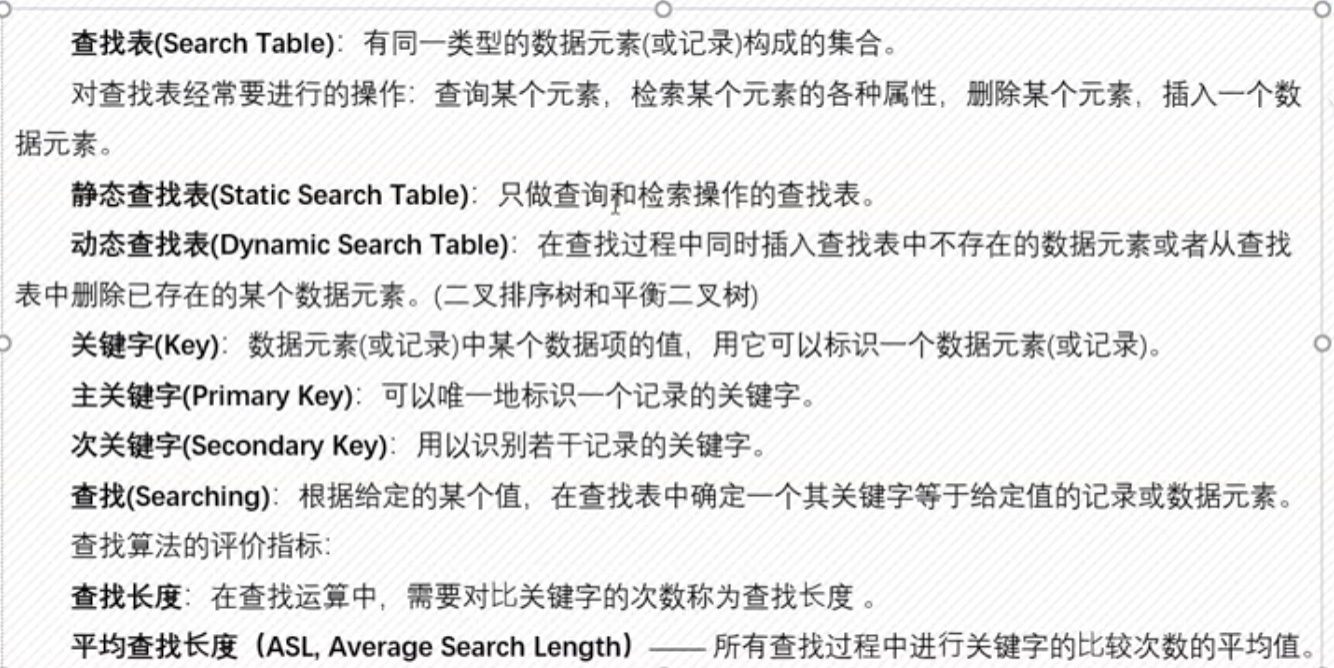 查找表(Search Table)：有同一类型的数据元素(或记录)构成的集合。
对查找表经常要进行的操作：查询某个元素，检索某个元素的各种属性，删除某个元素，插入一个数
据元素。
静态查找表(Static Search Table)：只做查询和检索操作的查找表。
动态查找表(Dynamic Search Table)：在查找过程中同时插入查找表中不存在的数据元素或者从查找
表中删除已存在的某个数据元素。(二叉排序树和平衡二叉树)
关键字(Key)：数据元素(或记录)中某个数据项的值，用它可以标识一个数据元素(或记录)。
主关键字(Primary Key)：可以唯一地标识一个记录的关键字。
次关键字(Secondary Key)：用以识别若干记录的关键字。
查找(Searching)：根据给定的某个值，在查找表中确定一个其关键字等于给定值的记录或数据元素。
查找算法的评价指标：
查找长度：在查找运算中，需要对比关键字的次数称为查找长度 。
平均查找长度（ASL, Average Search Length）—— 所有查找过程中进行关键字的比较次数的平均值。